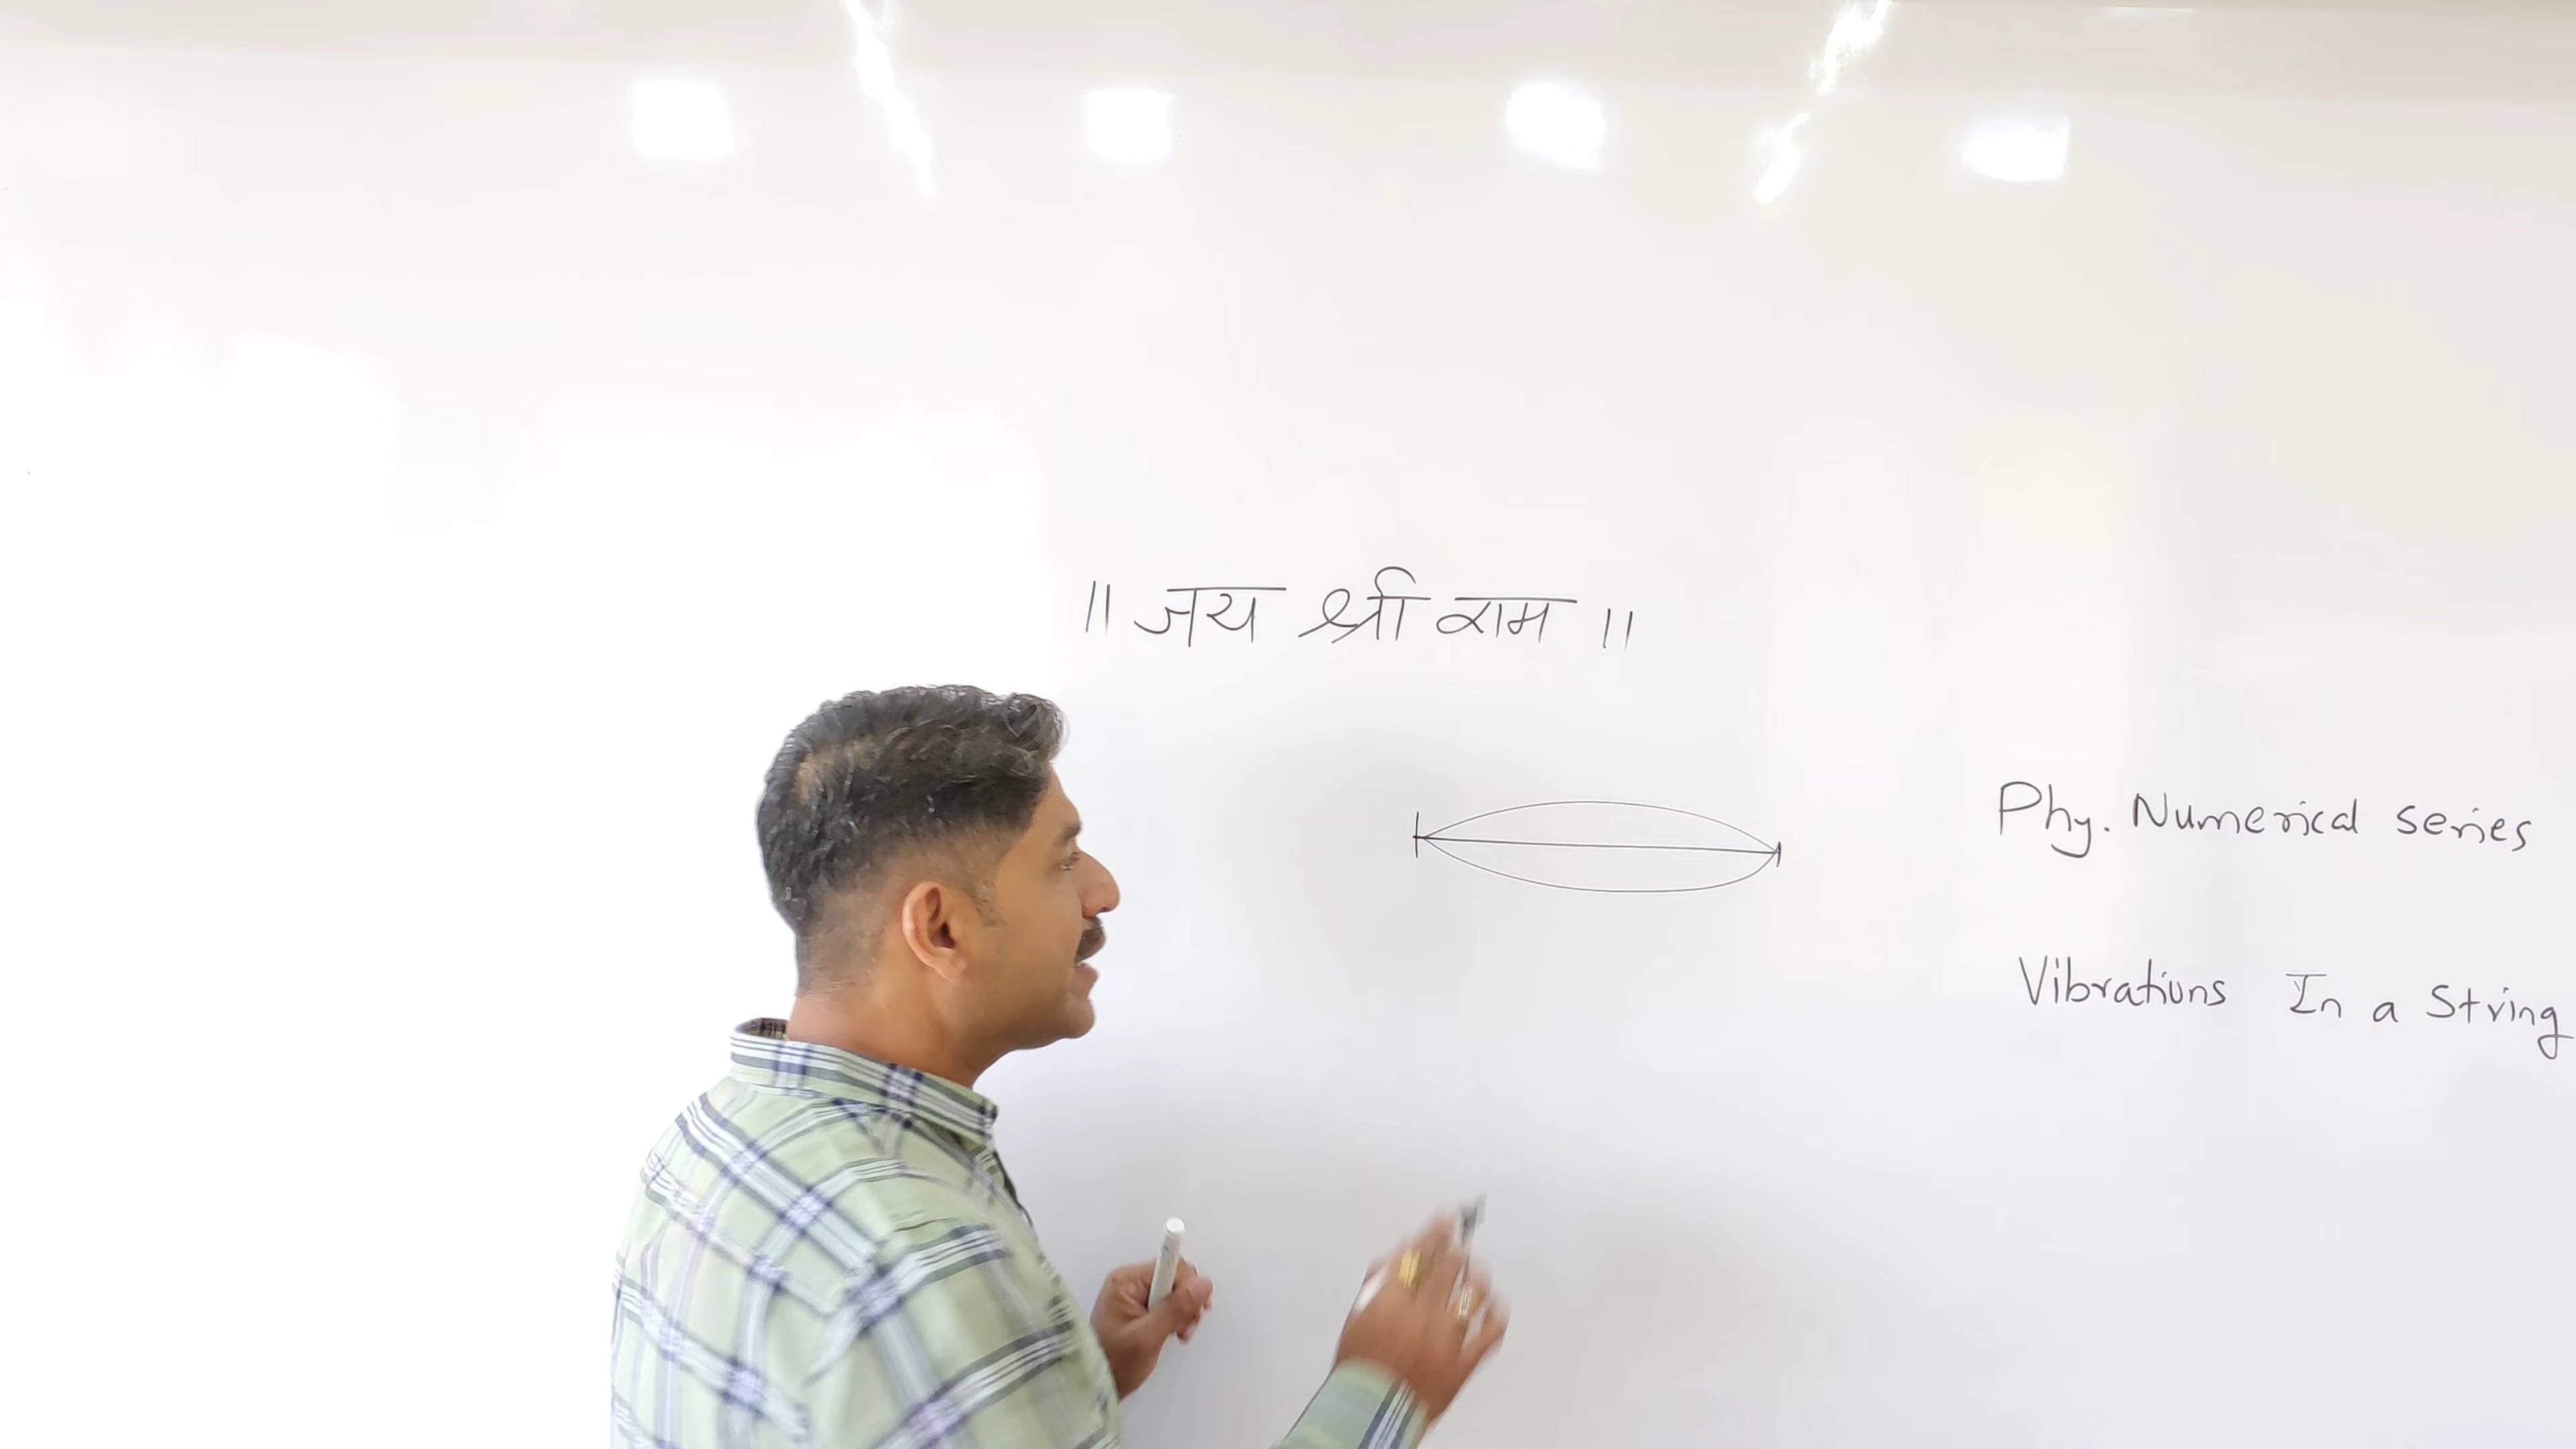 || जय श्री राम ||
Phy. Numerical series
Vibrations In a String